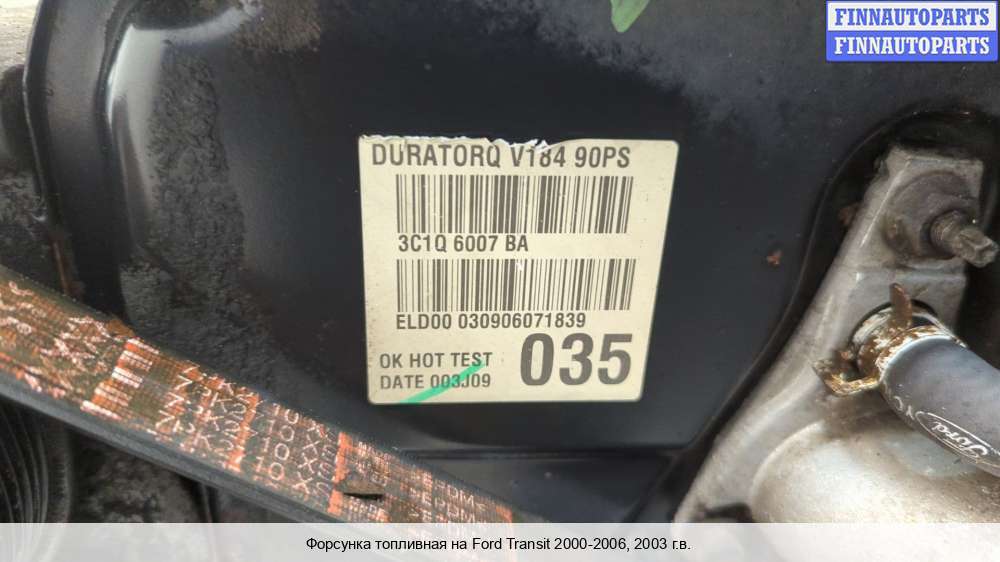 FINNAUTOPARTS
FINNAUTOPARTS
DURATORQ V184 90PS
3C1Q 6007 BA
ELD00 030906071839
OK HOT TEST
DATE 003J09
035
Ford
Форсунка топливная на Ford Transit 2000-2006, 2003 г.в.